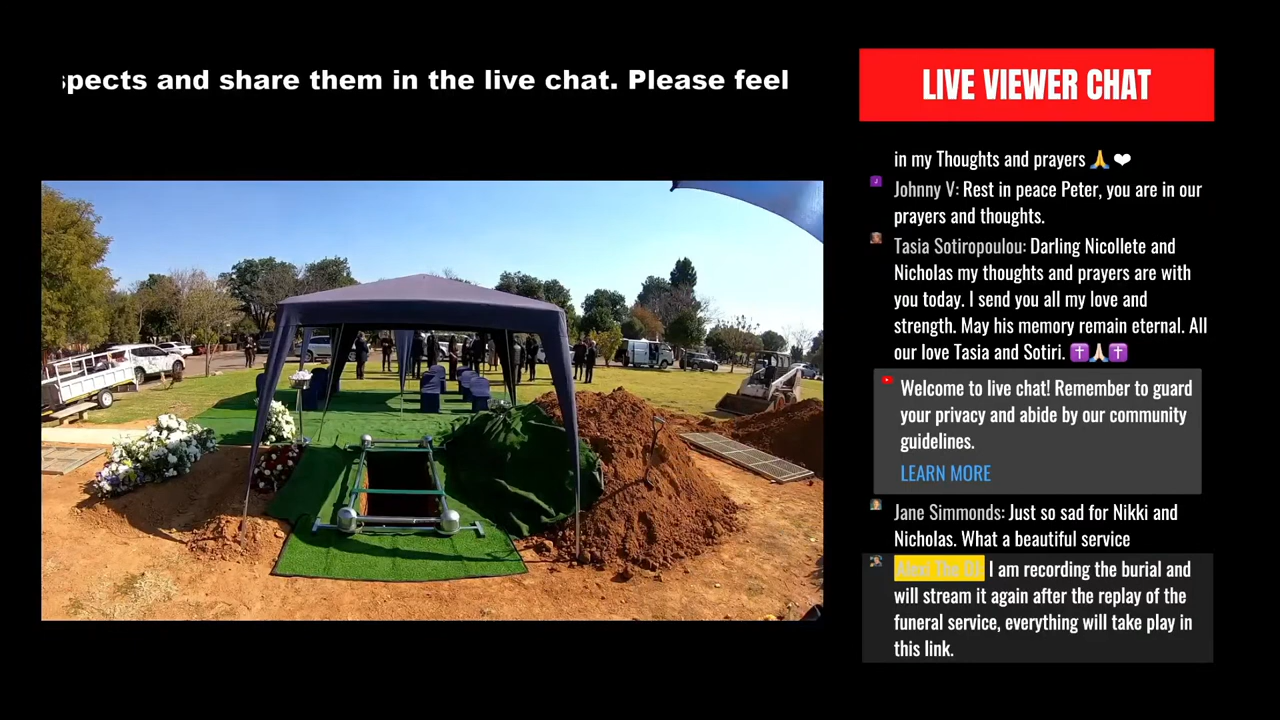 spects and share them in the live chat. Please feel
LIVE VIEWER CHAT
in my Thoughts and prayers 🙏 ❤
Johnny V: Rest in peace Peter, you are in our
prayers and thoughts.
Tasia Sotiropoulou: Darling Nicollete and
Nicholas my thoughts and prayers are with
you today. I send you all my love and
strength. May his memory remain eternal. All
our love Tasia and Sotiri. ✝️🙏🏻✝️
Welcome to live chat! Remember to guard
your privacy and abide by our community
guidelines.
LEARN MORE
Jane Simmonds: Just so sad for Nikki and
Nicholas. What a beautiful service
Alexi The DJ: I am recording the burial and
will stream it again after the replay of the
funeral service, everything will take play in
this link.